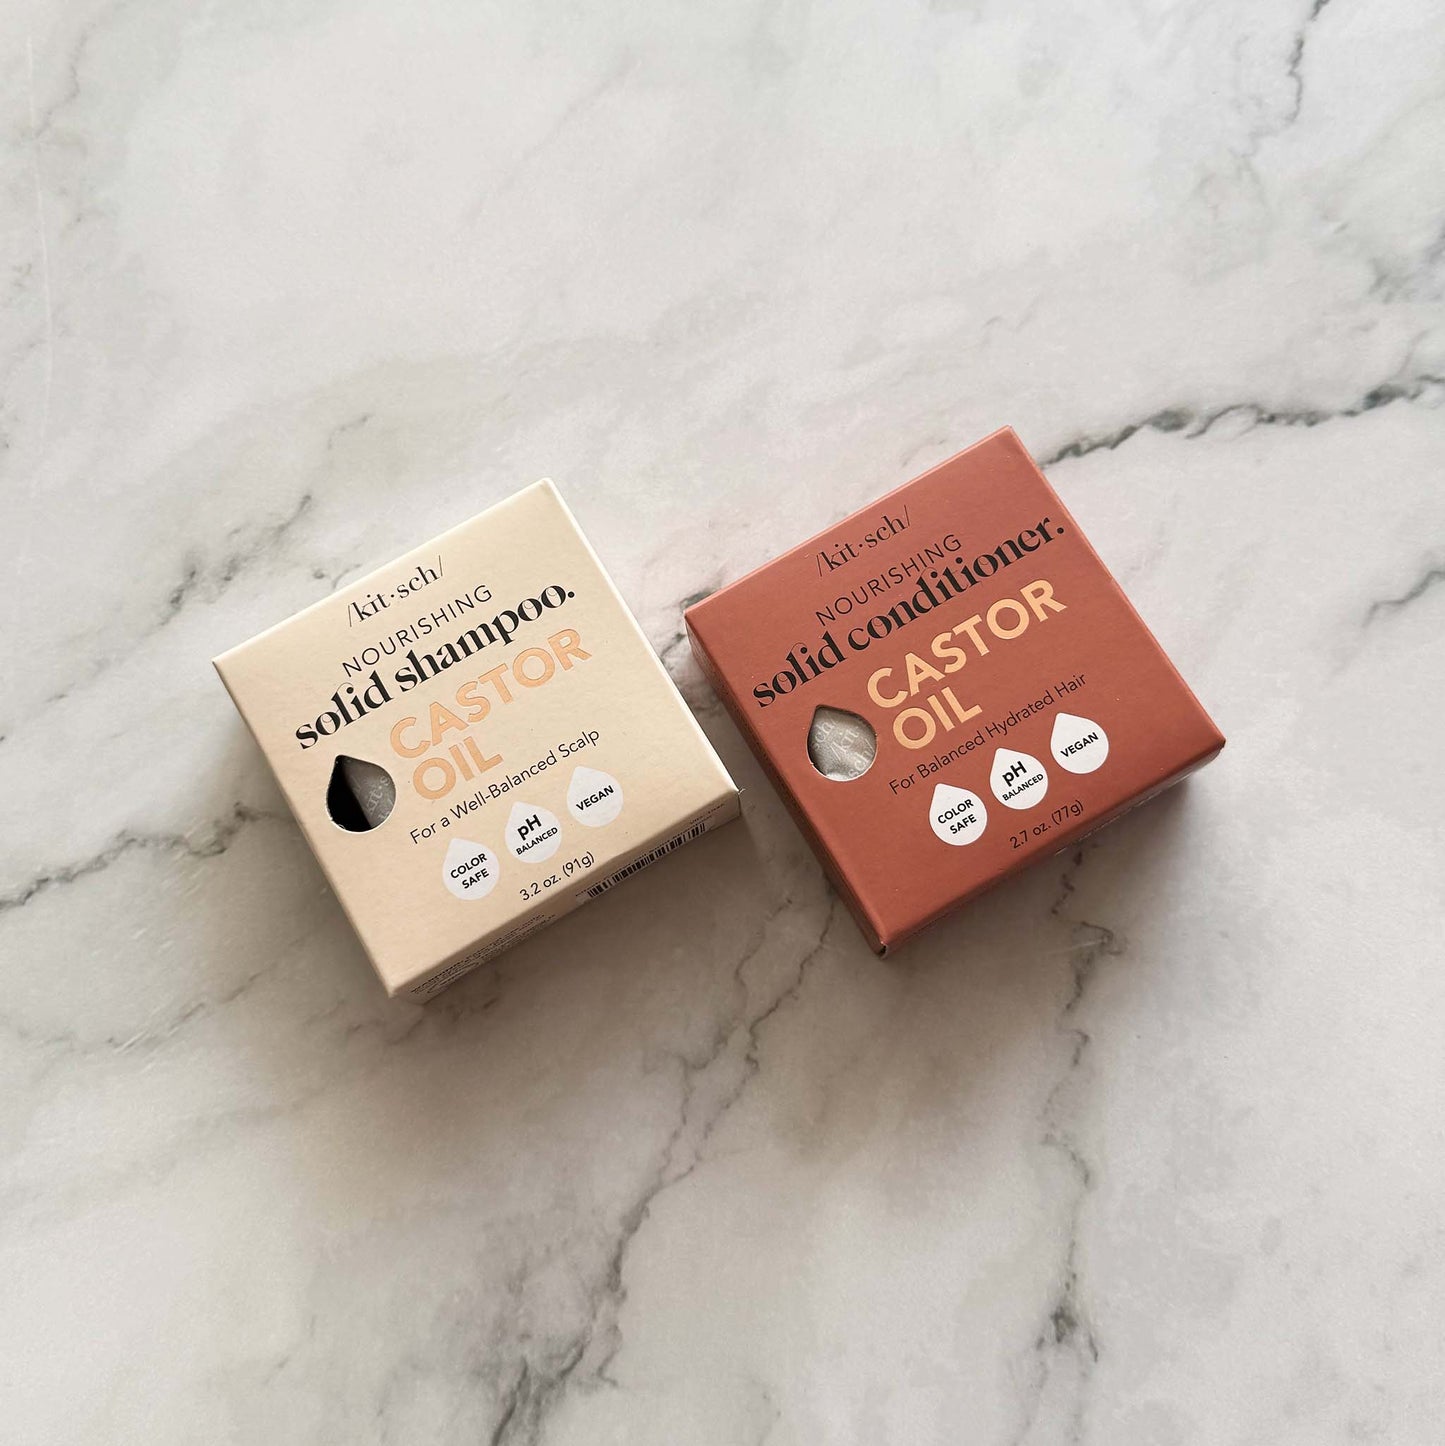 /kit·sch/
NOURISHING
solid shampoo.
CASTOR
OIL
For a Well-Balanced Scalp
COLOR
SAFE
pH
BALANCED
VEGAN
3.2 oz. (91g)
/kit·sch/
NOURISHING
solid conditioner.
CASTOR
OIL
For Balanced Hydrated Hair
COLOR
SAFE
pH
BALANCED
VEGAN
2.7 oz. (77g)